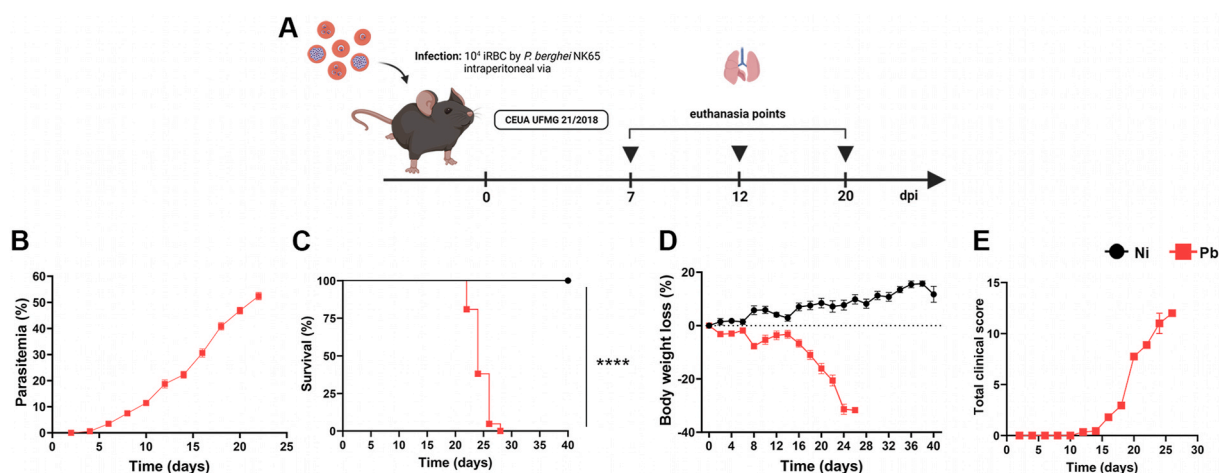 A
Infection: 10⁴ iRBC by P. berghei NK65
intraperitoneal via
CEUA UFMG 21/2018
euthanasia points
0
7
12
20
dpi
B
Parasitemia (%)
60
50
40
30
20
10
0
0 5 10 15 20 25
Time (days)
C
Survival (%)
100
75
50
25
0
0 5 10 15 20 25 30 35 40
Time (days)
****
D
Body weight loss (%)
20
0
-20
-40
0 4 8 12 16 20 24 28 32 36 40
Time (days)
E
Ni
Pb
Total clinical score
15
10
5
0
0 5 10 15 20 25 30
Time (days)